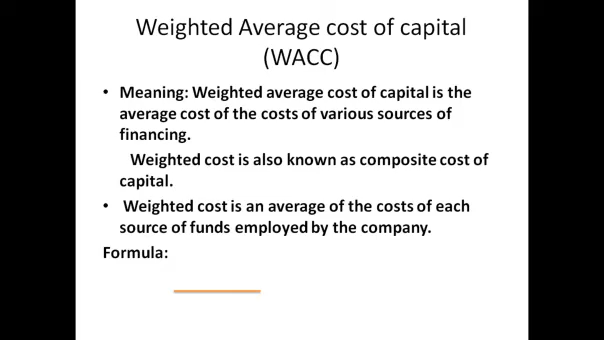 Weighted Average cost of capital
(WACC)
• Meaning: Weighted average cost of capital is the
average cost of the costs of various sources of
financing.
Weighted cost is also known as composite cost of
capital.
• Weighted cost is an average of the costs of each
source of funds employed by the company.
Formula: